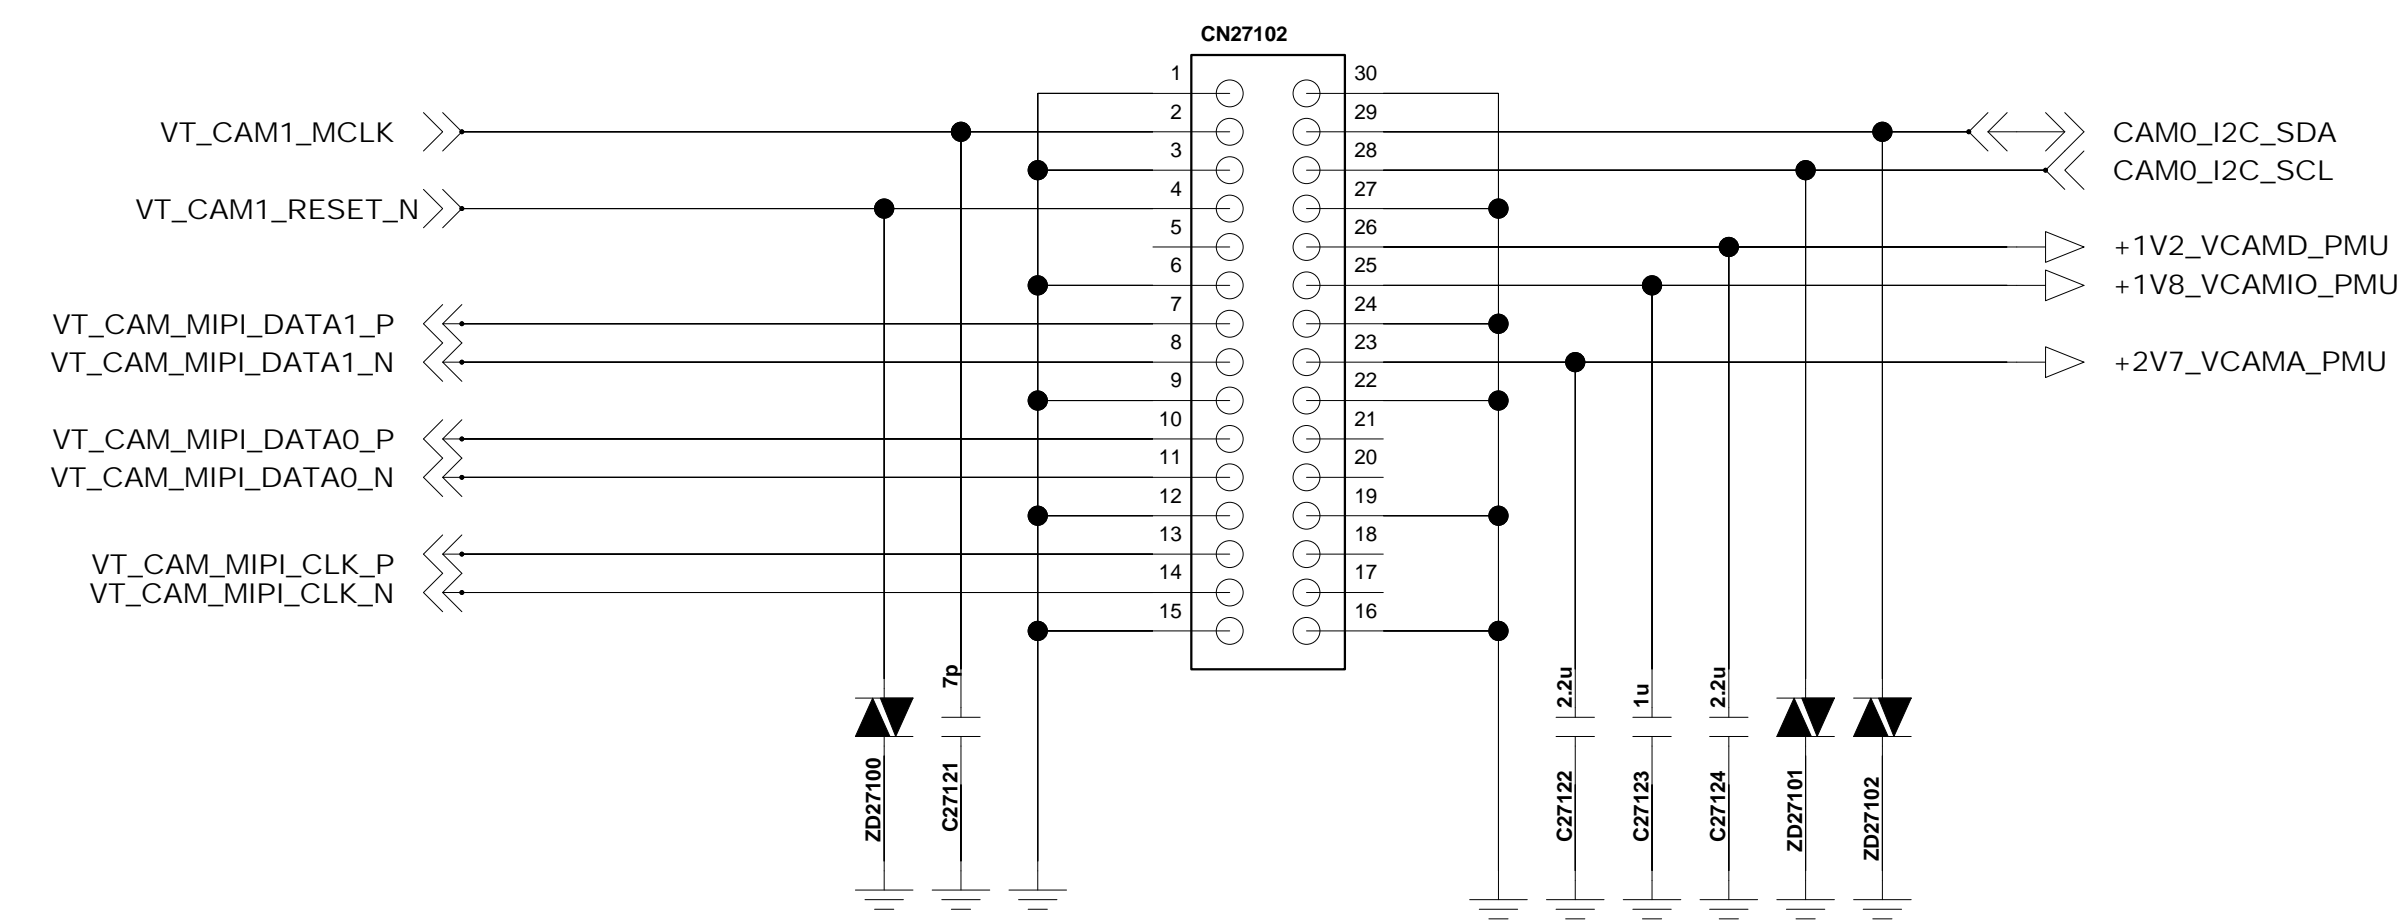 CN27102
1 30
2 29
VT_CAM1_MCLK CAM0_I2C_SDA
3 28
CAM0_I2C_SCL
4 27
VT_CAM1_RESET_N
5 26
+1V2_VCAMD_PMU
6 25
+1V8_VCAMIO_PMU
7 24
VT_CAM_MIPI_DATA1_P
8 23
VT_CAM_MIPI_DATA1_N +2V7_VCAMA_PMU
9 22
10 21
VT_CAM_MIPI_DATA0_P
11 20
VT_CAM_MIPI_DATA0_N
12 19
13 18
VT_CAM_MIPI_CLK_P
14 17
VT_CAM_MIPI_CLK_N
15 16
7p 2.2u 1u 2.2u
ZD27100 C27121 C27122 C27123 C27124 ZD27101 ZD27102